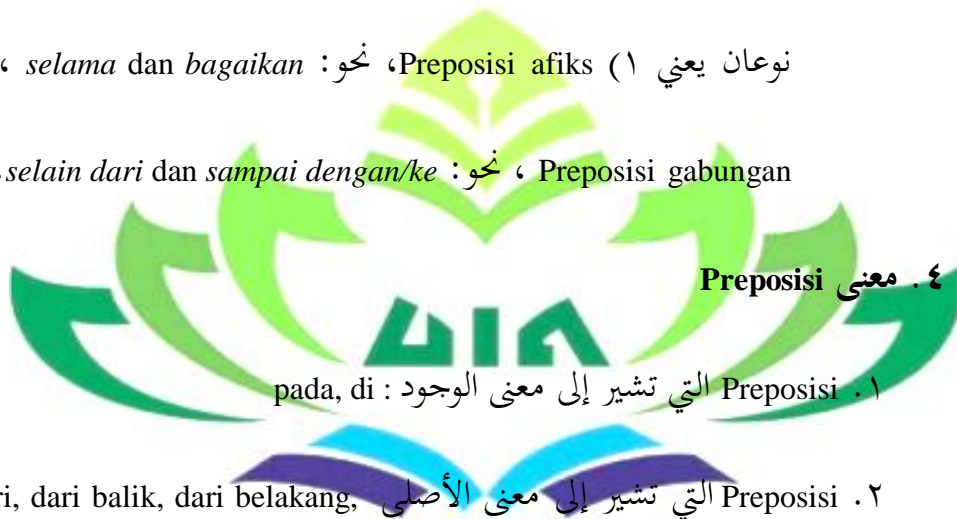 نوعان يعني ١) Preposisi afiks، نحو: selama dan bagaikan ،
Preposisi gabungan ، نحو: selain dari dan sampai dengan/ke
٤. معنى Preposisi
١. Preposisi التي تشير إلى معنى الوجود : pada, di
UIN
٢. Preposisi التي تشير إلى معنى الأصلي dari balik, dari belakang,